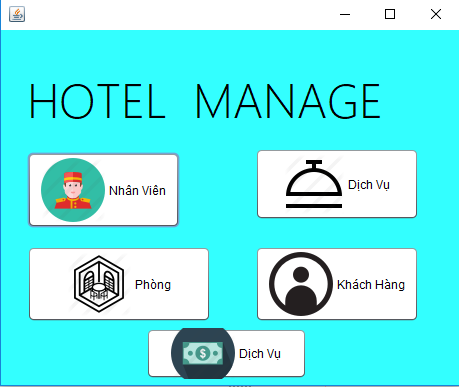 HOTEL MANAGE
Nhân Viên
Dịch Vụ
Phòng
Khách Hàng
$
Dịch Vụ